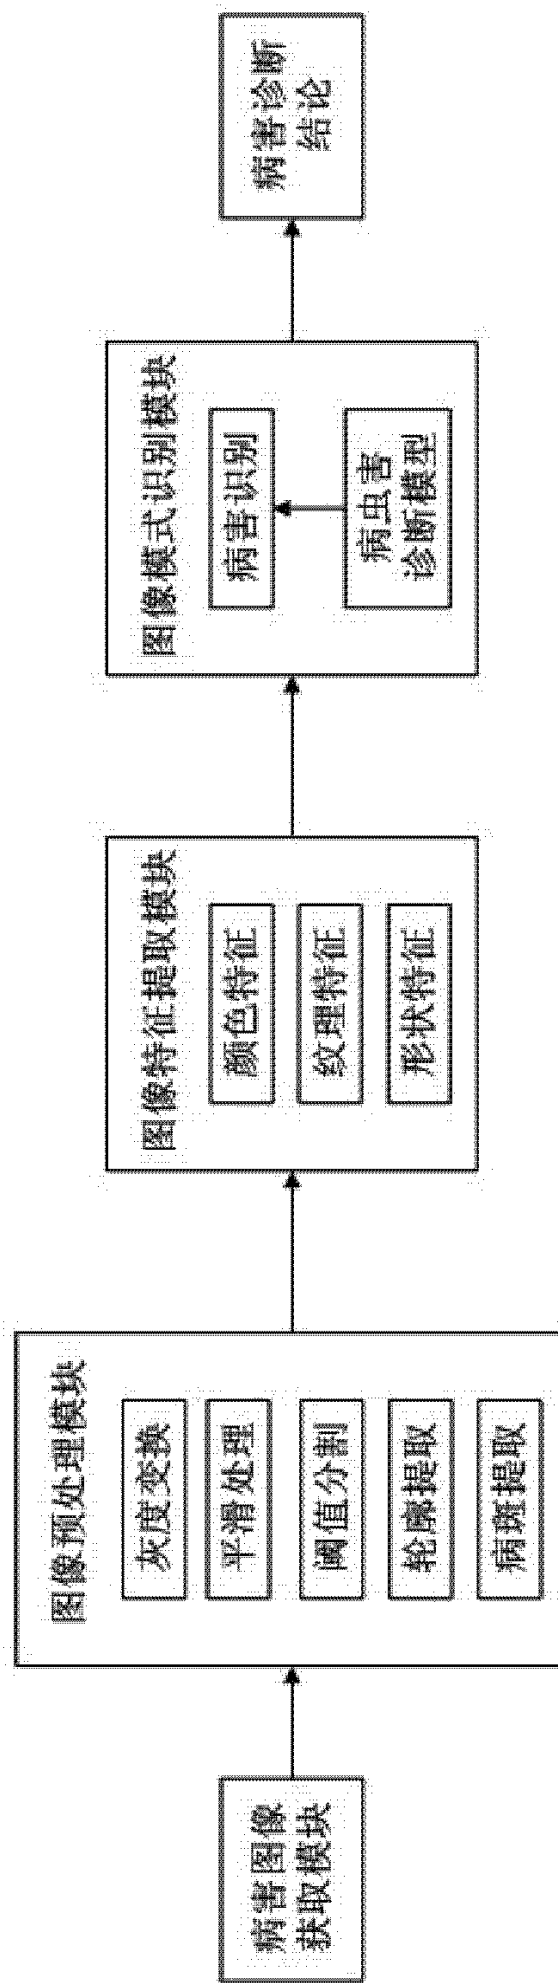 病害图像
获取模块
图像预处理模块
灰度变换
平滑处理
阈值分割
轮廓提取
病斑提取
图像特征提取模块
颜色特征
纹理特征
形状特征
图像模式识别模块
病害识别
病虫害
诊断模型
病害诊断
结论